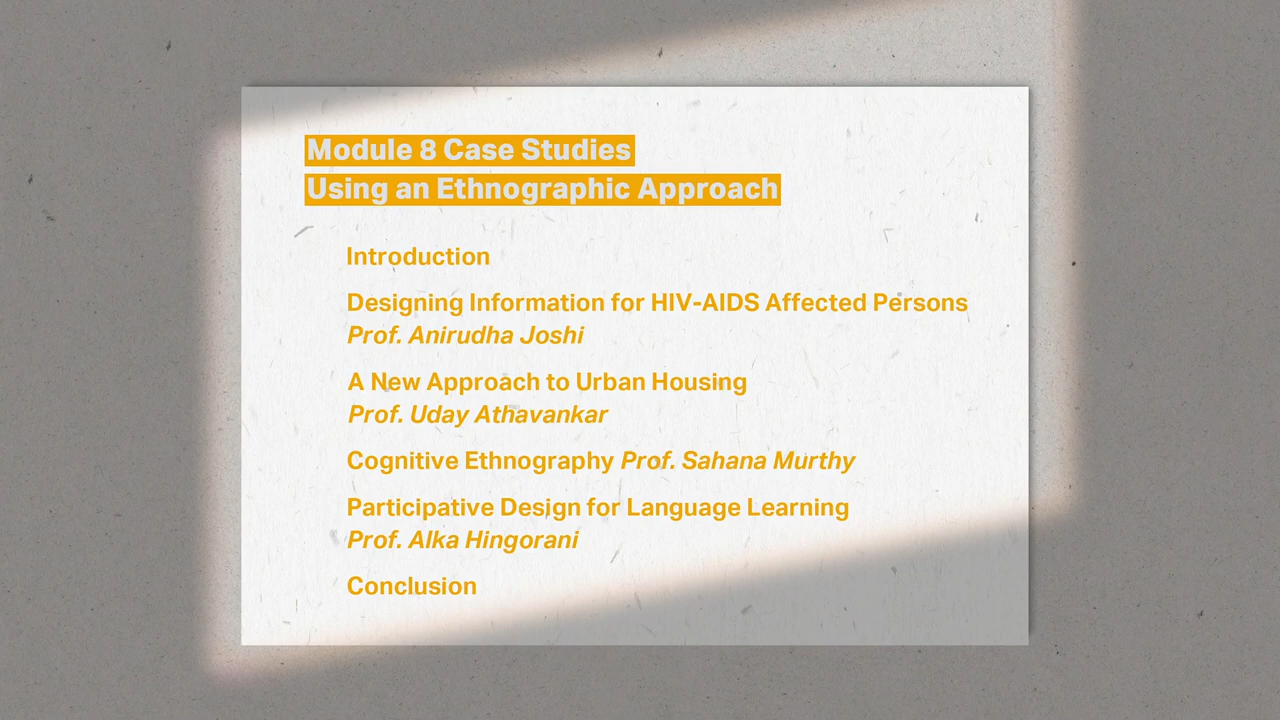 Module 8 Case Studies
Using an Ethnographic Approach
Introduction
Designing Information for HIV-AIDS Affected Persons
Prof. Anirudha Joshi
A New Approach to Urban Housing
Prof. Uday Athavankar
Cognitive Ethnography Prof. Sahana Murthy
Participative Design for Language Learning
Prof. Alka Hingorani
Conclusion